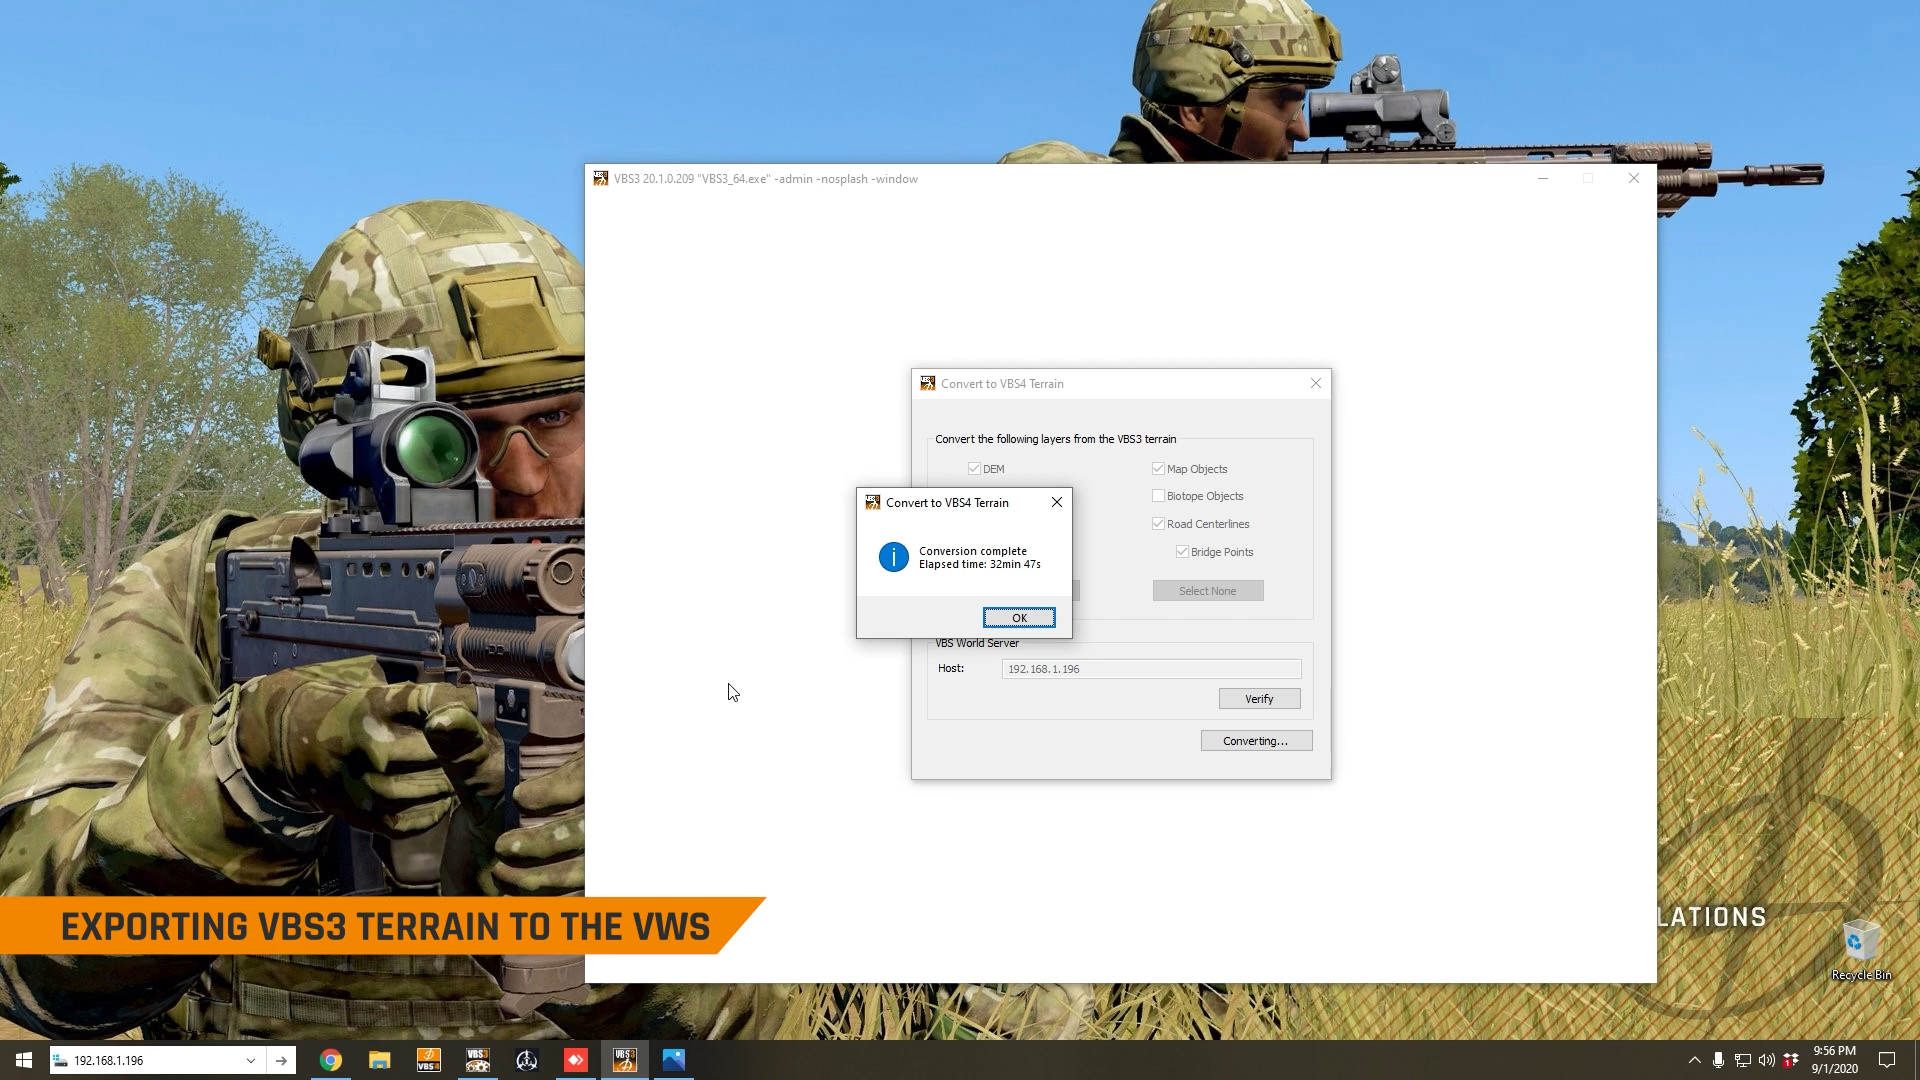 VBS3 20.1.0.209 "VBS3_64.exe" -admin -nosplash -window
Convert to VBS4 Terrain
Convert the following layers from the VBS3 terrain
DEM
Map Objects
Biotope Objects
Road Centerlines
Bridge Points
Select None
Convert to VBS4 Terrain
Conversion complete
Elapsed time: 32min 47s
OK
VBS World Server
Host:
192.168.1.196
Verify
Converting...
EXPORTING VBS3 TERRAIN TO THE VWS
LATIONS
Recycle Bin
192.168.1.196
VBS4
VBS3
VBS3
9:56 PM
9/1/2020